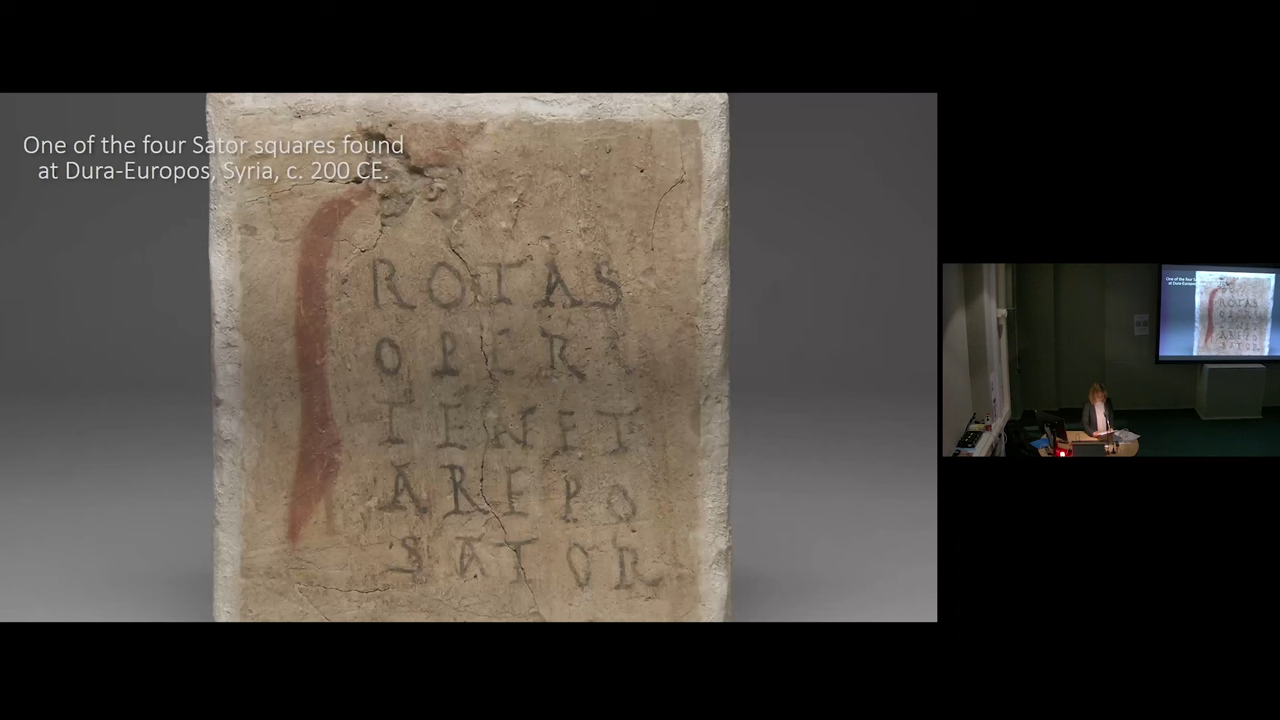 One of the four Sator squares found
at Dura-Europos, Syria, c. 200 CE.
ROTAS
OPERA
TENET
AREPO
SATOR